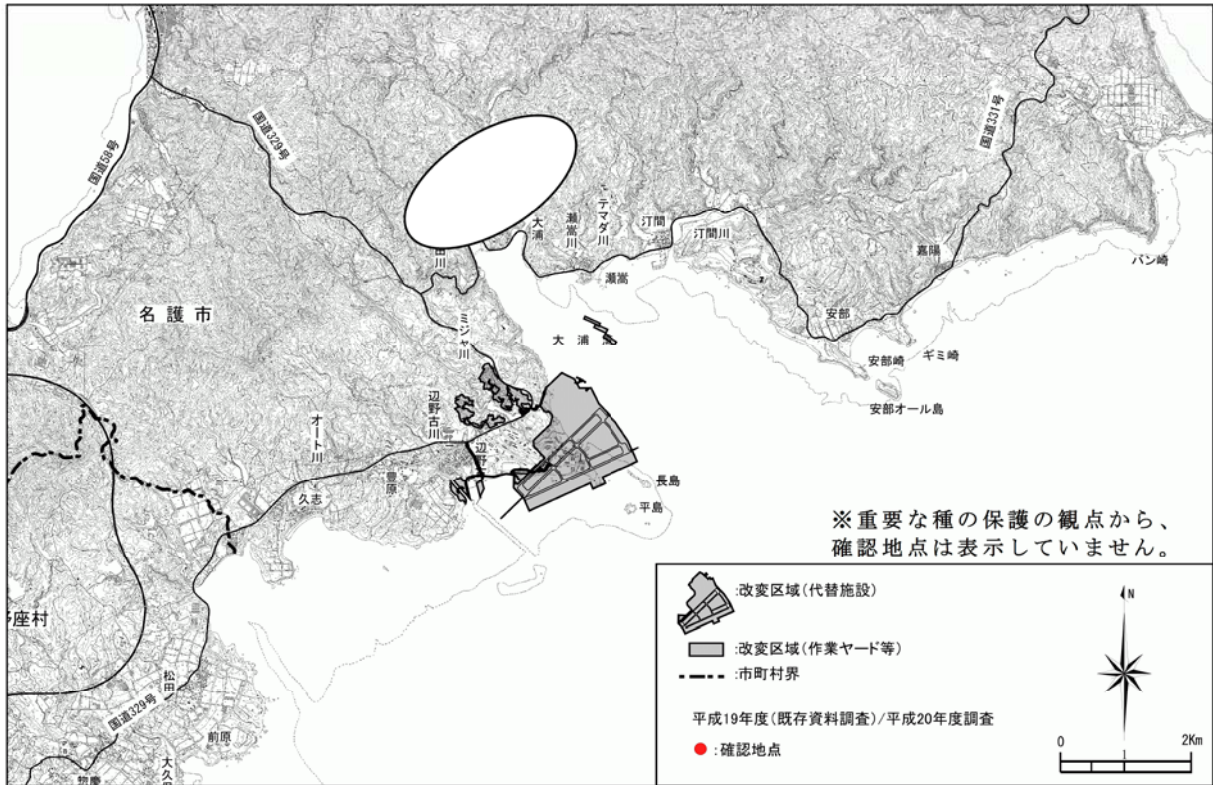 国道58号
国道329号
国道331号
大浦
瀬嵩川
テマダ川
汀間
汀間川
嘉陽
バン崎
田川
瀬嵩
名護市
ミジャ川
大浦
安部
安部崎
ギミ崎
安部オール島
辺野古川
オート川
辺野
豊原
久志
長島
平島
※重要な種の保護の観点から、
確認地点は表示していません。
座村
松田
国道329号
前原
惣慶
:改変区域(代替施設)
:改変区域(作業ヤード等)
:市町村界
平成19年度(既存資料調査)/平成20年度調査
:確認地点
N
0 1 2Km